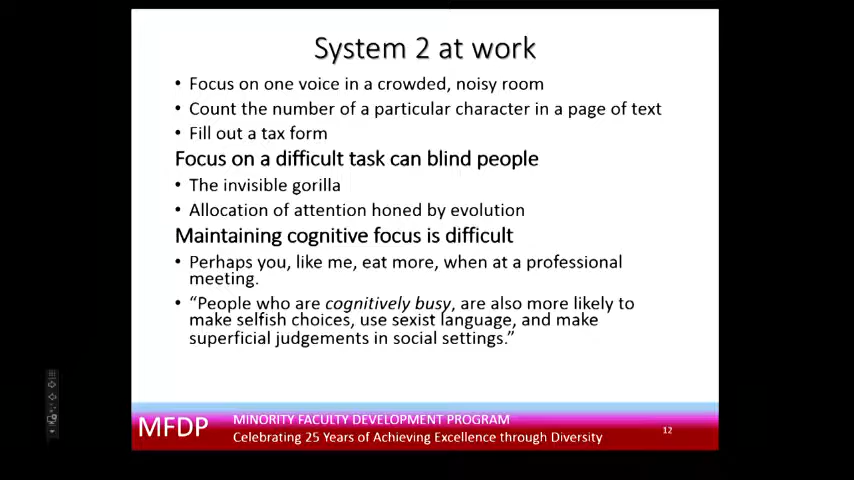 System 2 at work
• Focus on one voice in a crowded, noisy room
• Count the number of a particular character in a page of text
• Fill out a tax form
Focus on a difficult task can blind people
• The invisible gorilla
• Allocation of attention honed by evolution
Maintaining cognitive focus is difficult
• Perhaps you, like me, eat more, when at a professional
meeting.
• “People who are cognitively busy, are also more likely to
make selfish choices, use sexist language, and make
superficial judgements in social settings.”
MFDP
MINORITY FACULTY DEVELOPMENT PROGRAM
Celebrating 25 Years of Achieving Excellence through Diversity
12